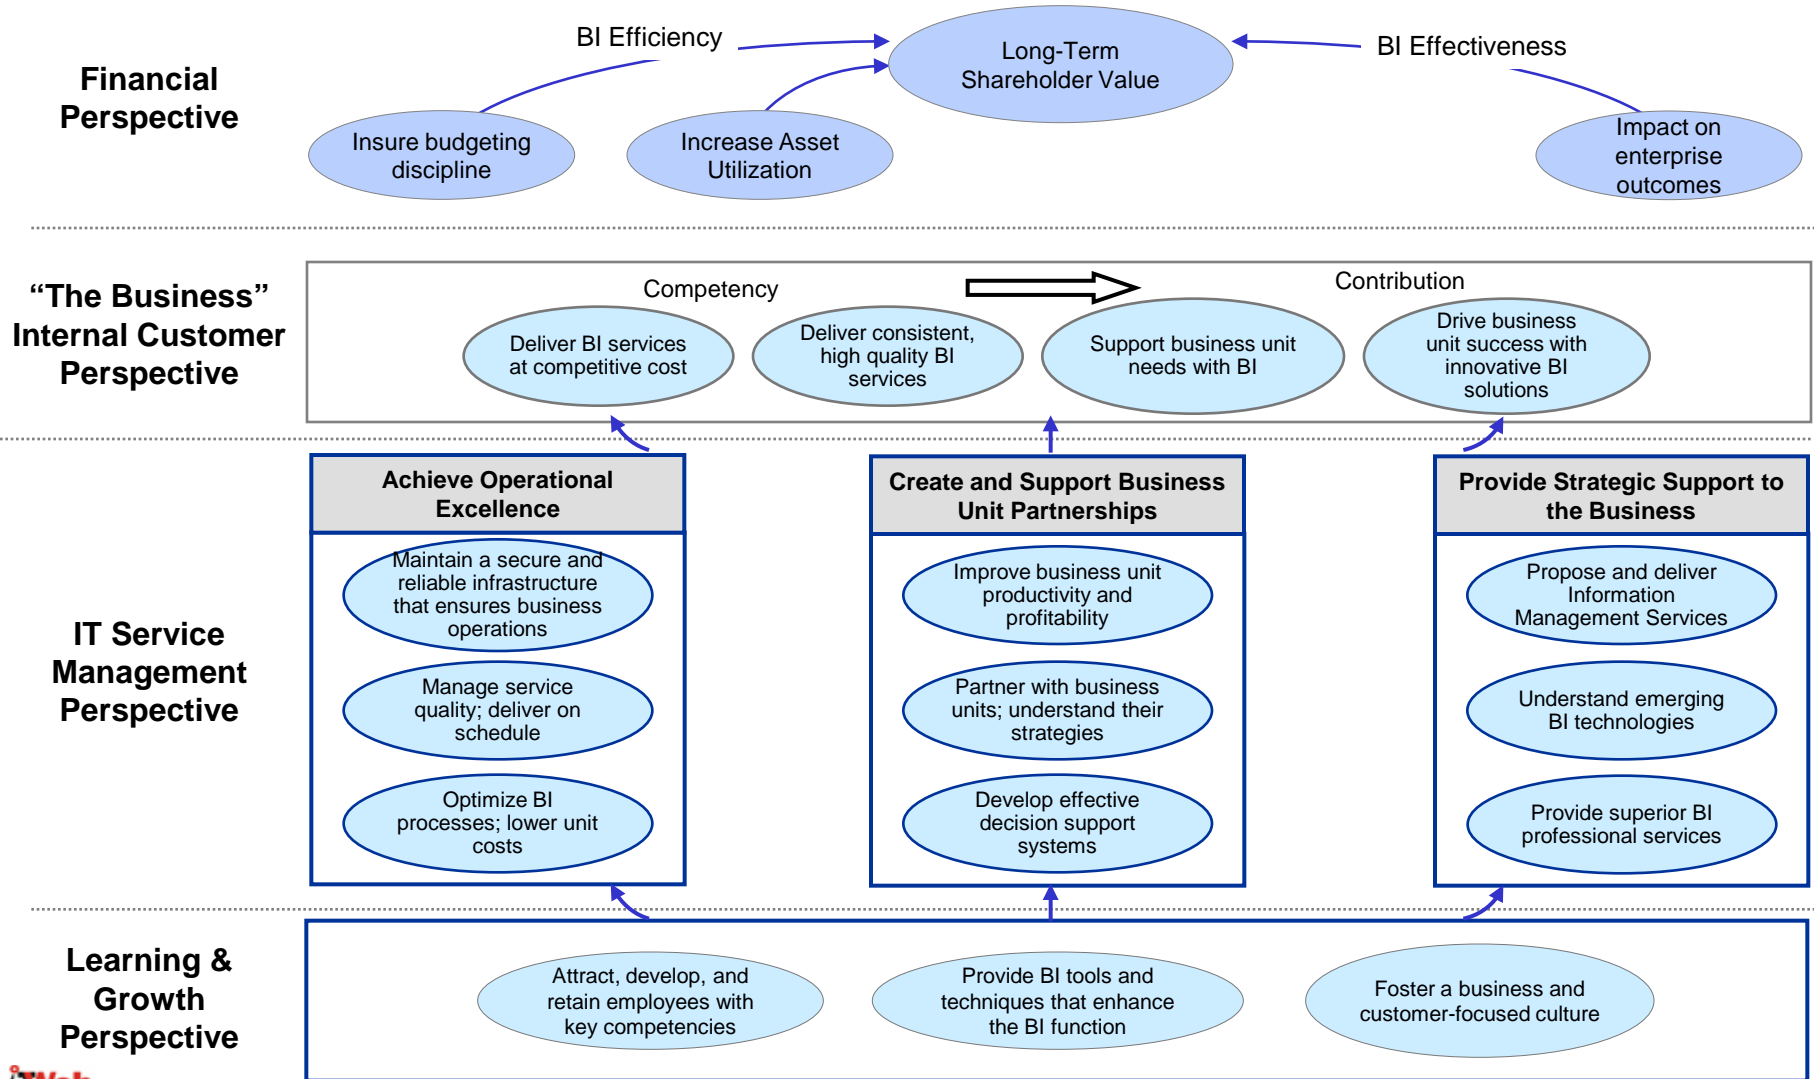 Financial
Perspective
BI Efficiency
Long-Term
Shareholder Value
BI Effectiveness
Insure budgeting
discipline
Increase Asset
Utilization
Impact on
enterprise
outcomes
“The Business”
Internal Customer
Perspective
Competency
Contribution
Deliver BI services
at competitive cost
Deliver consistent,
high quality BI
services
Support business unit
needs with BI
Drive business
unit success with
innovative BI
solutions
IT Service
Management
Perspective
Achieve Operational
Excellence
Maintain a secure and
reliable infrastructure
that ensures business
operations
Manage service
quality; deliver on
schedule
Optimize BI
processes; lower unit
costs
Create and Support Business
Unit Partnerships
Improve business unit
productivity and
profitability
Partner with business
units; understand their
strategies
Develop effective
decision support
systems
Provide Strategic Support to
the Business
Propose and deliver
Information
Management Services
Understand emerging
BI technologies
Provide superior BI
professional services
Learning &
Growth
Perspective
Attract, develop, and
retain employees with
key competencies
Provide BI tools and
techniques that enhance
the BI function
Foster a business and
customer-focused culture